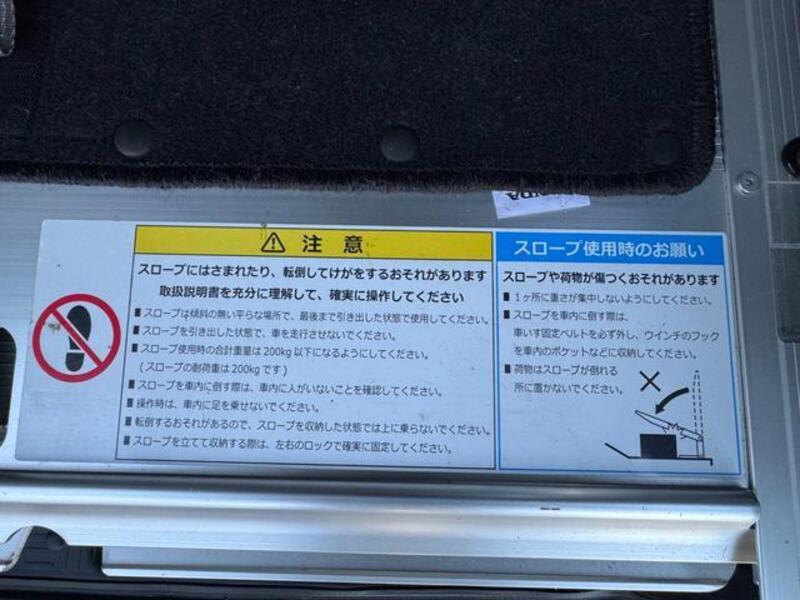 ⚠ 注意
スロープにはさまれたり、転倒してけがをするおそれがあります
取扱説明書を充分に理解して、確実に操作してください
■ スロープは傾斜の無い平らな場所で、最後まで引き出した状態で使用してください。
■ スロープを引き出した状態で、車を走行させないでください。
■ スロープ使用時の合計重量は200kg以下になるようにしてください。
(スロープの耐荷重は200kgです)
■ スロープを車内に倒す際は、車内に人がいないことを確認してください。
■ 操作時は、車内に足を乗せないでください。
■ 転倒するおそれがあるので、スロープを収納した状態では上に乗らないでください。
■ スロープを立てて収納する際は、左右のロックで確実に固定してください。
スロープ使用時のお願い
スロープや荷物が傷つくおそれがあります
■ 1ヶ所に重さが集中しないようにしてください。
■ スロープを車内に倒す際は、
車いす固定ベルトを必ず外し、ウインチのフック
を車内のポケットなどに収納してください。
■ 荷物はスロープが倒れる
所に置かないでください。